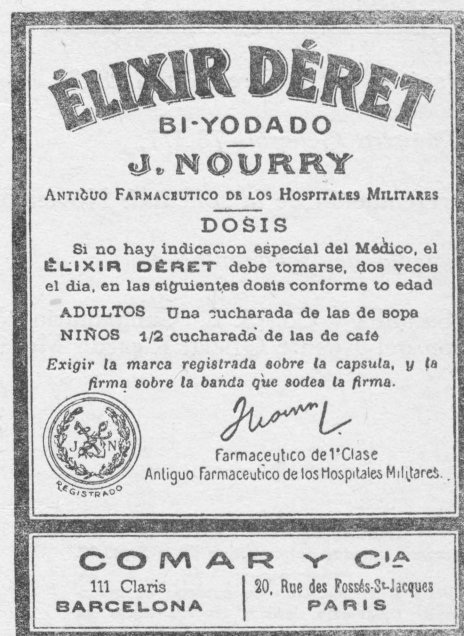 ÉLIXIR DÉRET
BI-YODADO
J. NOURRY
ANTIGUO FARMACEUTICO DE LOS HOSPITALES MILITARES
DOSIS
Si no hay indicacion especial del Médico, el
ÉLIXIR DÉRET debe tomarse, dos veces
el dia, en las siguientes dosis conforme to edad
ADULTOS Una cucharada de las de sopa
NIÑOS 1/2 cucharada de las de café
Exigir la marca registrada sobre la capsula, y la
firma sobre la banda que sodea la firma.
J N
REGISTRADO
Farmaceutico de 1ª Clase
Antiguo Farmaceutico de los Hospitales Militares.
COMAR Y CIA
111 Claris
BARCELONA
20, Rue des Fossés-St-Jacques
PARIS